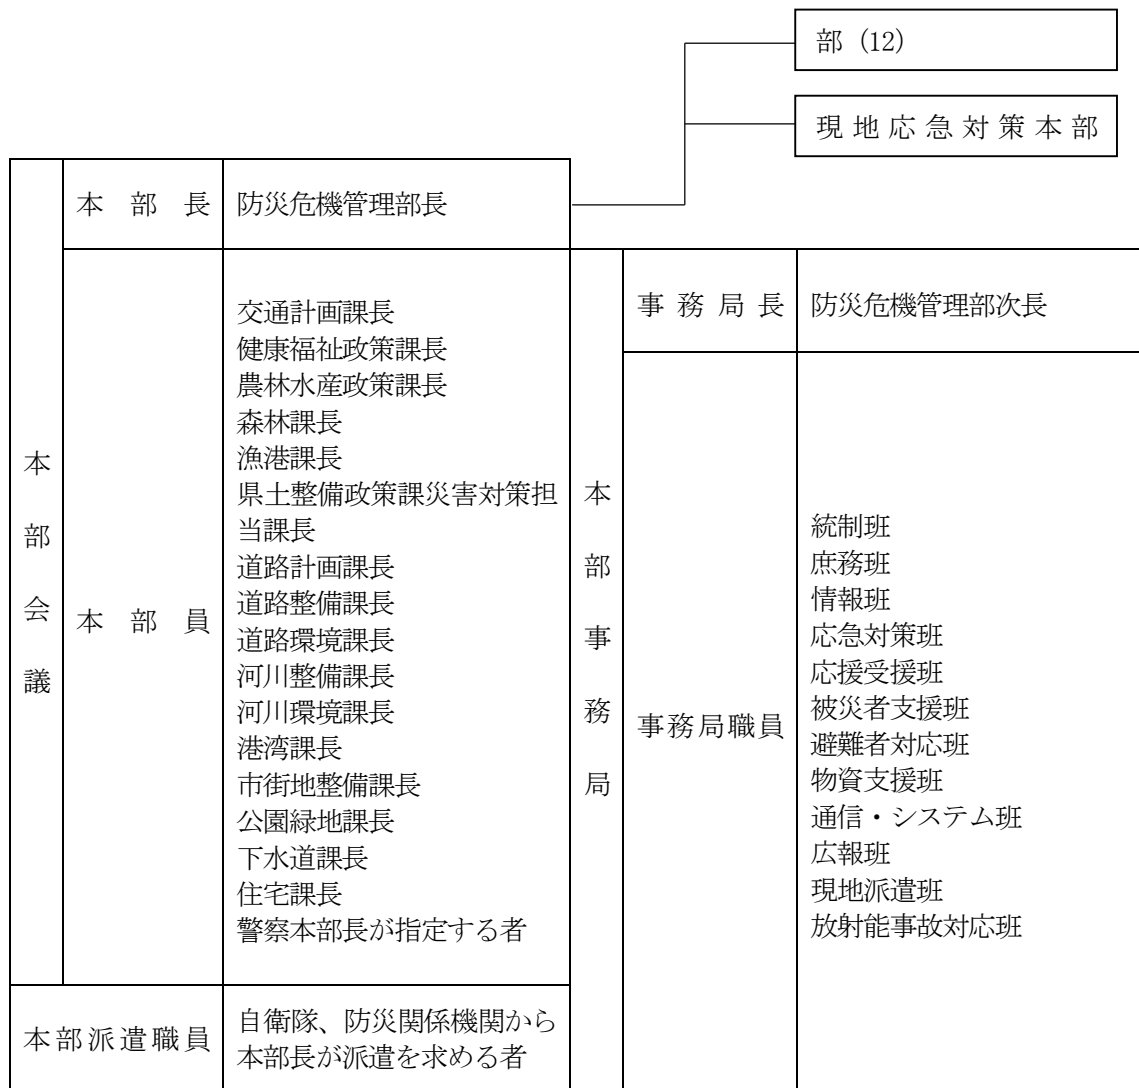 部 (12)
現地応急対策本部
本部会議
本部長
防災危機管理部長
本部員
交通計画課長
健康福祉政策課長
農林水産政策課長
森林課長
漁港課長
県土整備政策課災害対策担
当課長
道路計画課長
道路整備課長
道路環境課長
河川整備課長
河川環境課長
港湾課長
市街地整備課長
公園緑地課長
下水道課長
住宅課長
警察本部長が指定する者
本部派遣職員
自衛隊、防災関係機関から
本部長が派遣を求める者
本部事務局
事務局長
防災危機管理部次長
事務局職員
統制班
庶務班
情報班
応急対策班
応援受援班
被災者支援班
避難者対応班
物資支援班
通信・システム班
広報班
現地派遣班
放射能事故対応班